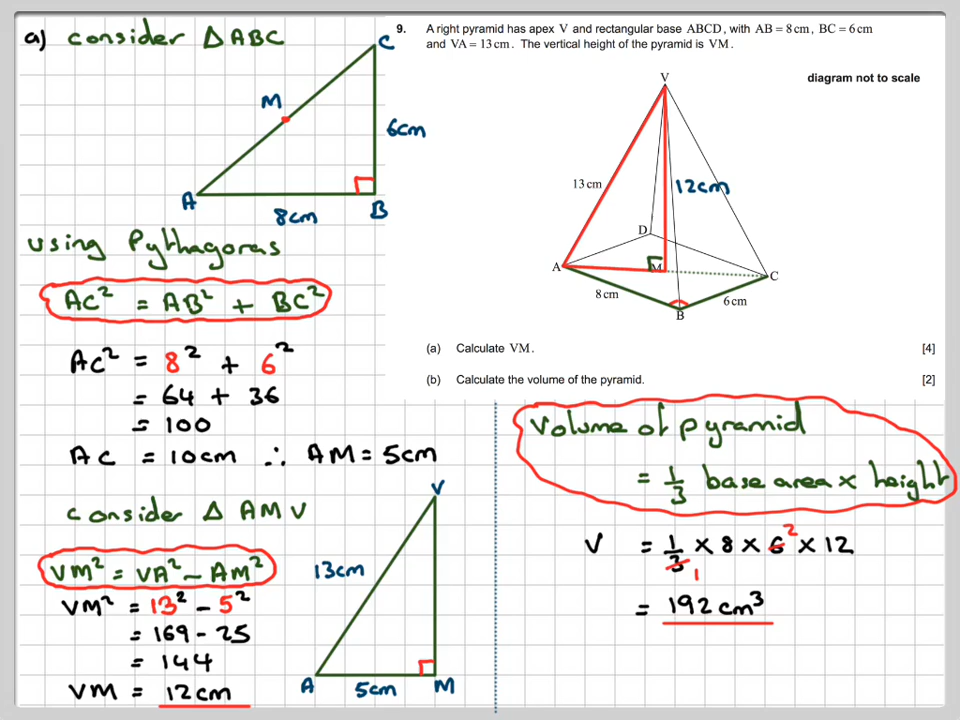 a) consider △ABC
C
M
6cm
A
8cm
B
using Pythagoras
AC² = AB² + BC²
AC² = 8² + 6²
= 64 + 36
= 100
AC = 10cm ∴ AM = 5cm
consider △ AMV
VM² = VA² - AM²
VM² = 13² - 5²
= 169 - 25
= 144
VM = 12cm
V
13cm
A
5cm
M
9. A right pyramid has apex V and rectangular base ABCD, with AB = 8 cm, BC = 6 cm
and VA = 13 cm. The vertical height of the pyramid is VM.
diagram not to scale
V
13 cm
12cm
D
A
M
C
8 cm
6 cm
B
(a) Calculate VM. [4]
(b) Calculate the volume of the pyramid. [2]
Volume of pyramid
= 1/3 base area x height
V = 1/3 × 8 × 6 2 × 12
1
= 192 cm³